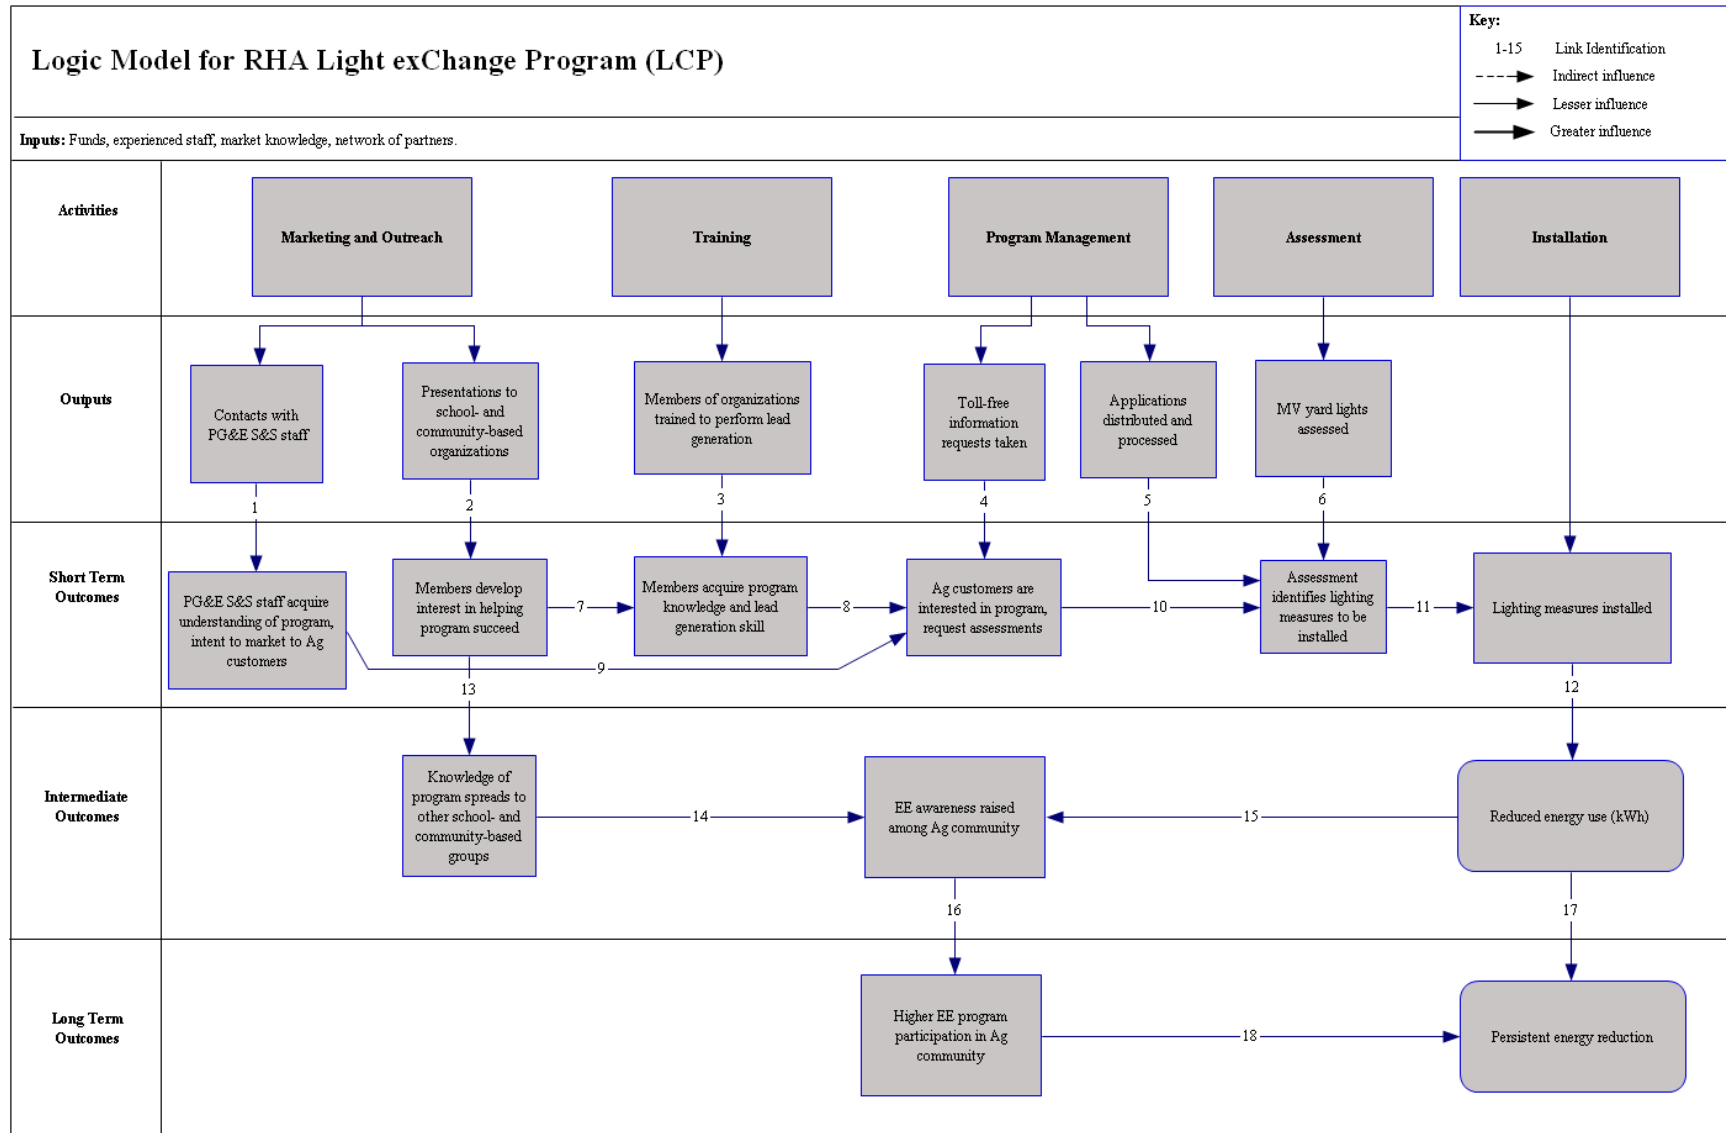 Logic Model for RHA Light exChange Program (LCP)
Inputs: Funds, experienced staff, market knowledge, network of partners.
Key:
1-15 Link Identification
Indirect influence
Lesser influence
Greater influence
Activities
Marketing and Outreach
Training
Program Management
Assessment
Installation
Outputs
Contacts with
PG&E S&S staff
Presentations to
school- and
community-based
organizations
Members of organizations
trained to perform lead
generation
Toll-free
information
requests taken
Applications
distributed and
processed
MV yard lights
assessed
1
2
3
4
5
6
Short Term
Outcomes
PG&E S&S staff acquire
understanding of program,
intent to market to Ag
customers
Members develop
interest in helping
program succeed
7
Members acquire program
knowledge and lead
generation skill
8
Ag customers are
interested in program,
request assessments
10
Assessment
identifies lighting
measures to be
installed
11
Lighting measures installed
9
13
12
Intermediate
Outcomes
Knowledge of
program spreads to
other school- and
community-based
groups
14
EE awareness raised
among Ag community
15
Reduced energy use (kWh)
16
17
Long Term
Outcomes
Higher EE program
participation in Ag
community
18
Persistent energy reduction